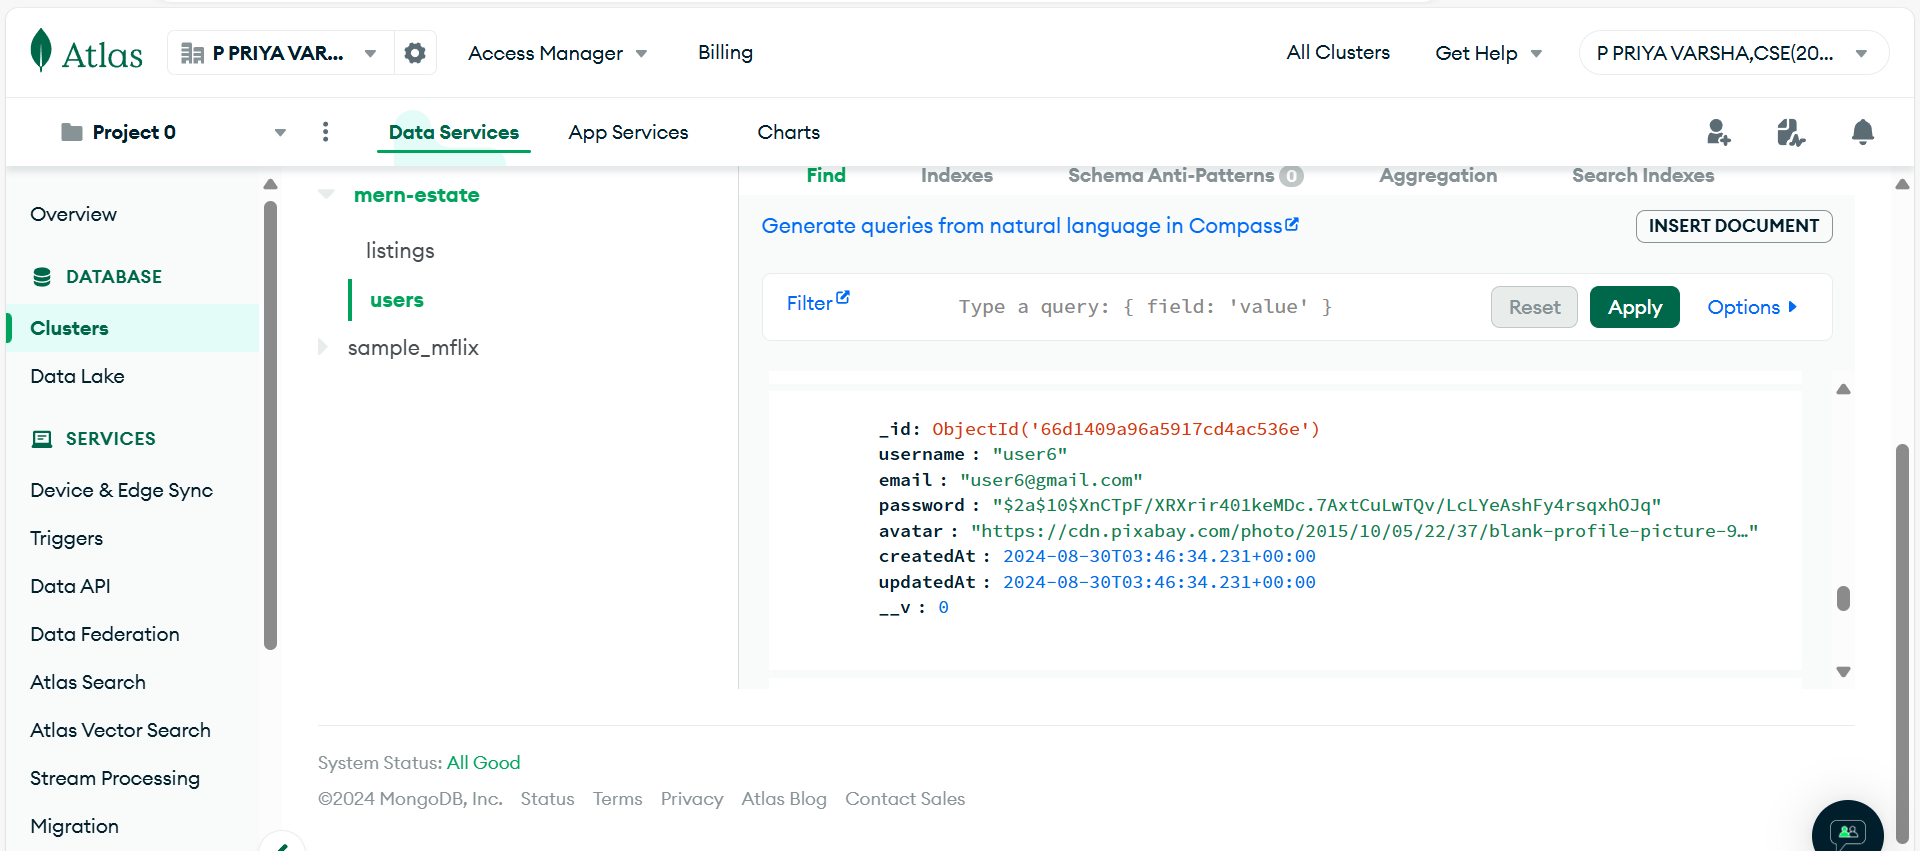 Atlas
P PRIYA VAR...
Access Manager
Billing
All Clusters
Get Help
P PRIYA VARSHA,CSE(20...
Project 0
Data Services
App Services
Charts
Overview
DATABASE
Clusters
Data Lake
SERVICES
Device & Edge Sync
Triggers
Data API
Data Federation
Atlas Search
Atlas Vector Search
Stream Processing
Migration
mern-estate
listings
users
sample_mflix
Find
Indexes
Schema Anti-Patterns 0
Aggregation
Search Indexes
Generate queries from natural language in Compass
INSERT DOCUMENT
Filter
Type a query: { field: 'value' }
Reset
Apply
Options
_id: ObjectId('66d1409a96a5917cd4ac536e')
username : "user6"
email : "user6@gmail.com"
password : "$2a$10$XnCTpF/XRXrir401keMDc.7AxtCuLwTQv/LcLYeAshFy4rsqxhOJq"
avatar : "https://cdn.pixabay.com/photo/2015/10/05/22/37/blank-profile-picture-9…"
createdAt : 2024-08-30T03:46:34.231+00:00
updatedAt : 2024-08-30T03:46:34.231+00:00
__v : 0
System Status: All Good
©2024 MongoDB, Inc. Status Terms Privacy Atlas Blog Contact Sales